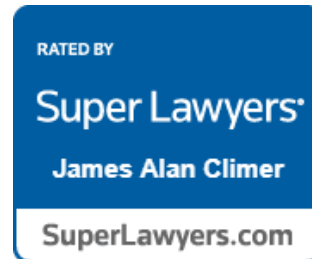 RATED BY
Super Lawyers®
James Alan Climer
SuperLawyers.com